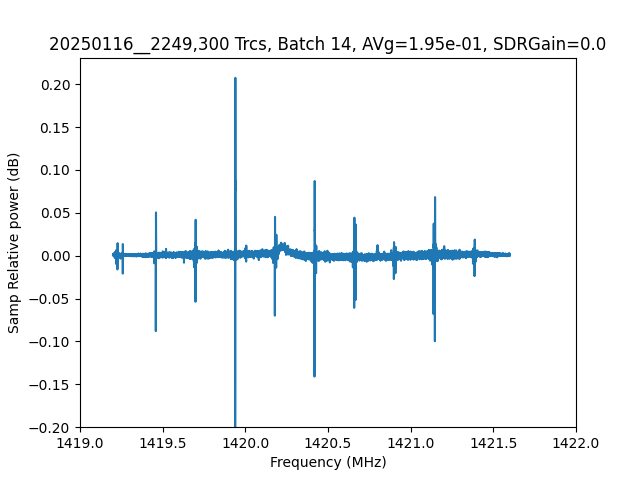 20250116__2249,300 Trcs, Batch 14, AVg=1.95e-01, SDRGain=0.0
0.20
0.15
0.10
0.05
0.00
−0.05
−0.10
−0.15
−0.20
Samp Relative power (dB)
1419.0 1419.5 1420.0 1420.5 1421.0 1421.5 1422.0
Frequency (MHz)